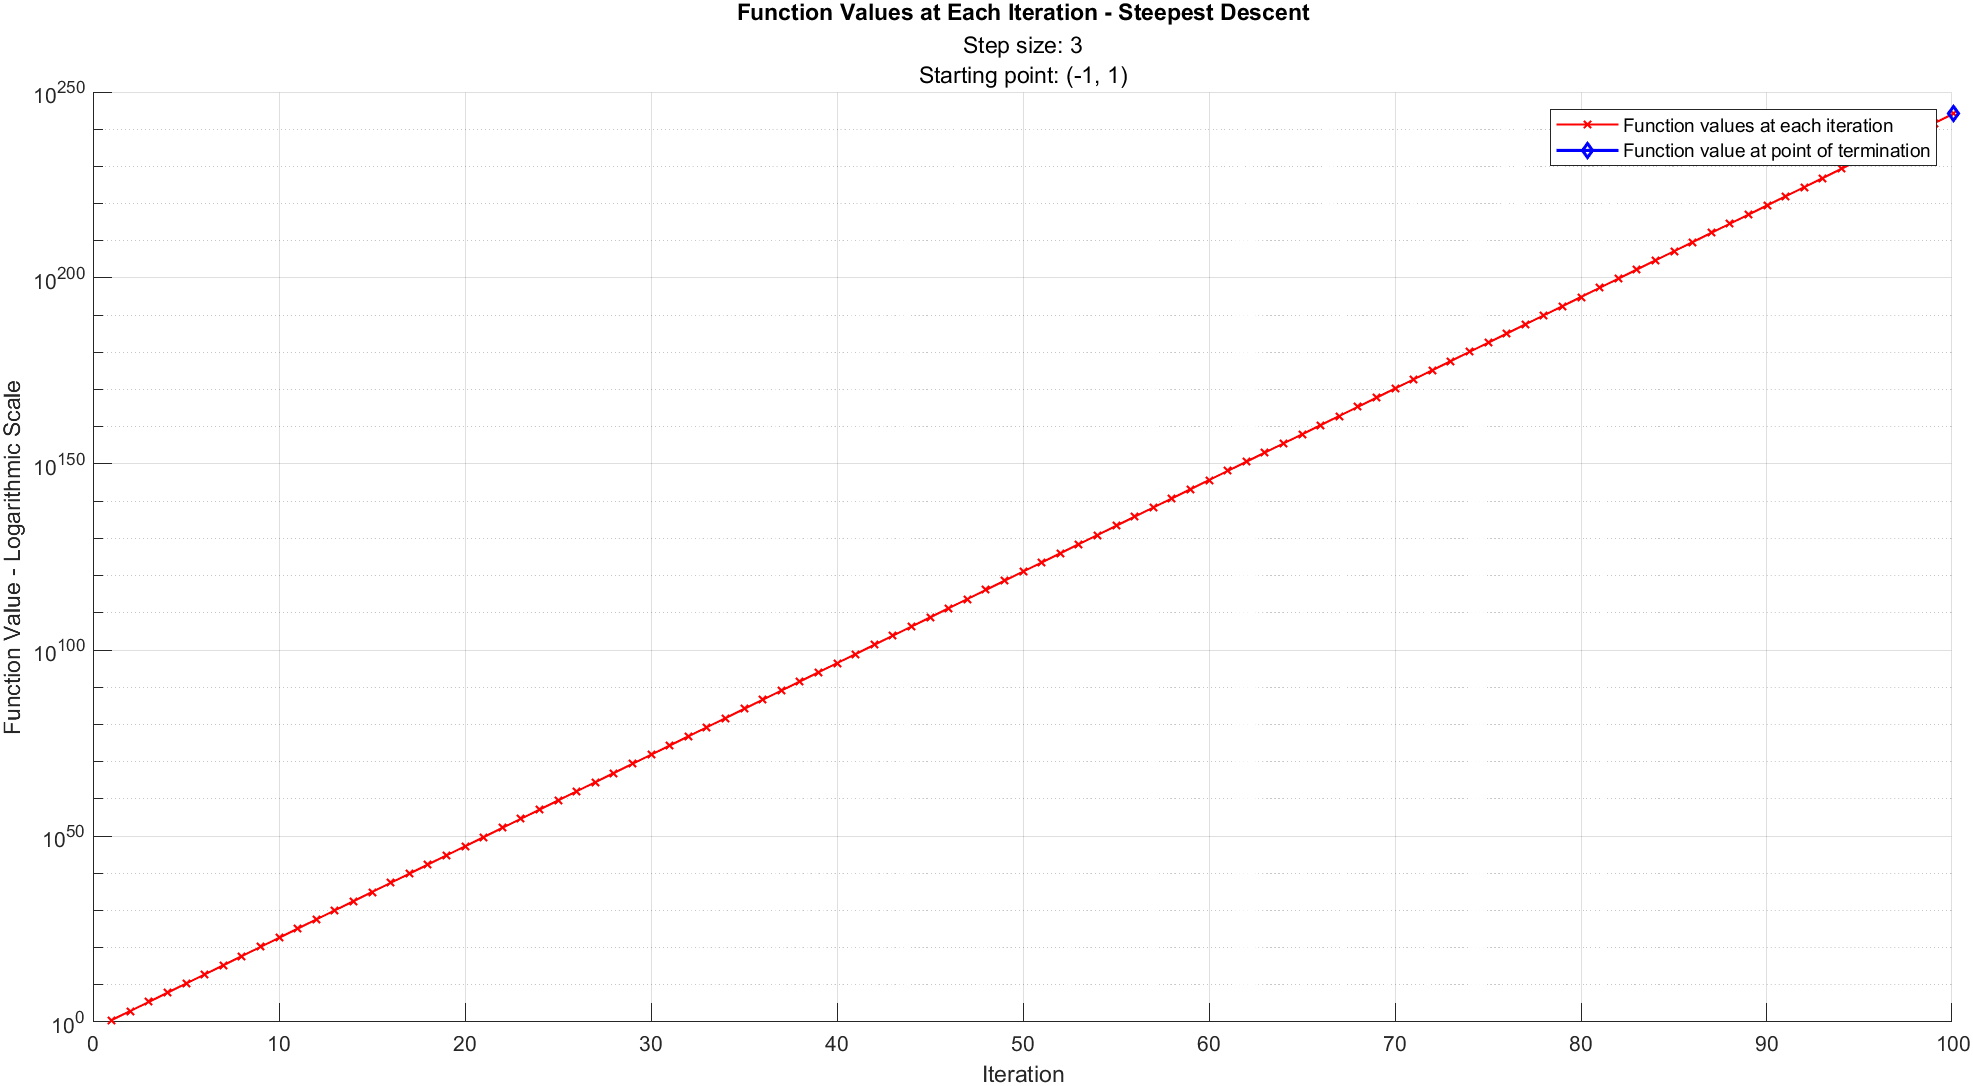 Function Values at Each Iteration - Steepest Descent
Step size: 3
Starting point: (-1, 1)
Function values at each iteration
Function value at point of termination
10^250
10^200
10^150
10^100
10^50
10^0
Function Value - Logarithmic Scale
0 10 20 30 40 50 60 70 80 90 100
Iteration